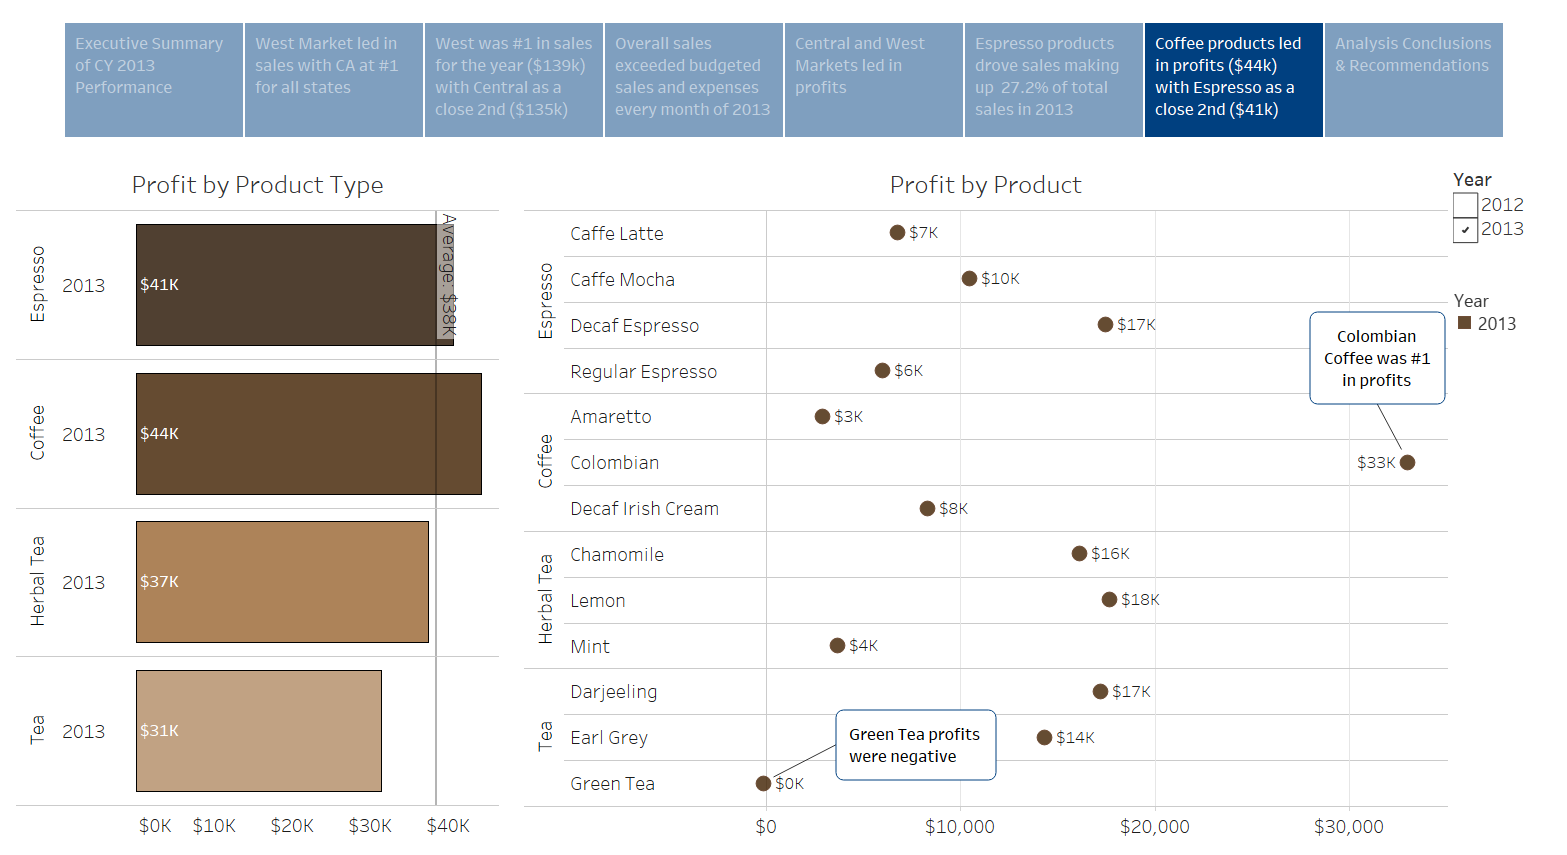 Executive Summary
of CY 2013
Performance
West Market led in
sales with CA at #1
for all states
West was #1 in sales
for the year ($139k)
with Central as a
close 2nd ($135k)
Overall sales
exceeded budgeted
sales and expenses
every month of 2013
Central and West
Markets led in
profits
Espresso products
drove sales making
up 27.2% of total
sales in 2013
Coffee products led
in profits ($44k)
with Espresso as a
close 2nd ($41k)
Analysis Conclusions
& Recommendations
Profit by Product Type
Espresso
2013
$41K
Average: $38K
Coffee
2013
$44K
Herbal Tea
2013
$37K
Tea
2013
$31K
$0K $10K $20K $30K $40K
Profit by Product
Espresso
Caffe Latte
$7K
Caffe Mocha
$10K
Decaf Espresso
$17K
Regular Espresso
$6K
Coffee
Amaretto
$3K
Colombian
$33K
Decaf Irish Cream
$8K
Herbal Tea
Chamomile
$16K
Lemon
$18K
Mint
$4K
Tea
Darjeeling
$17K
Earl Grey
$14K
Green Tea
$0K
Colombian
Coffee was #1
in profits
Green Tea profits
were negative
$0 $10,000 $20,000 $30,000
Year
2012
2013
Year
2013